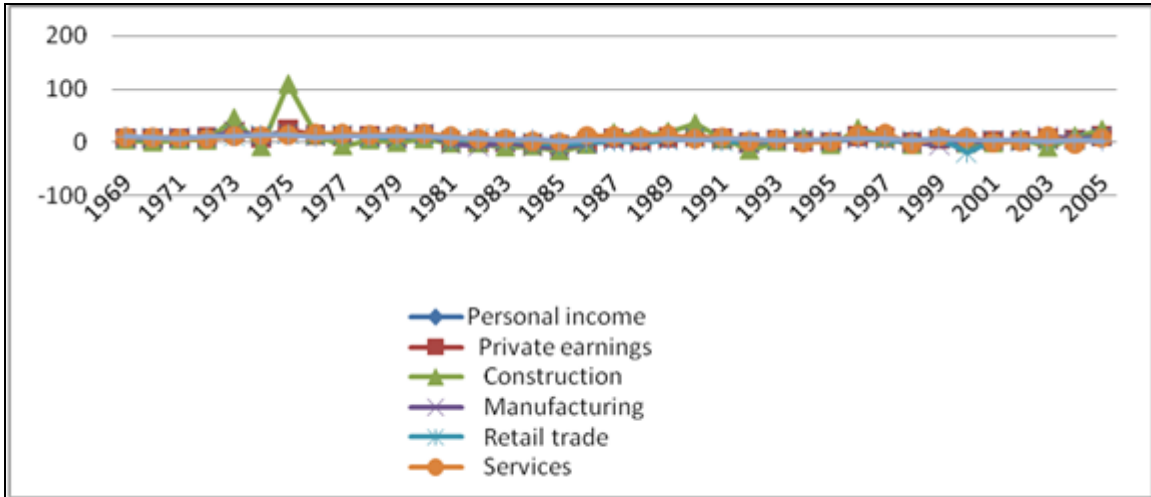 200
100
0
-100
1969 1971 1973 1975 1977 1979 1981 1983 1985 1987 1989 1991 1993 1995 1997 1999 2001 2003 2005
Personal income
Private earnings
Construction
Manufacturing
Retail trade
Services